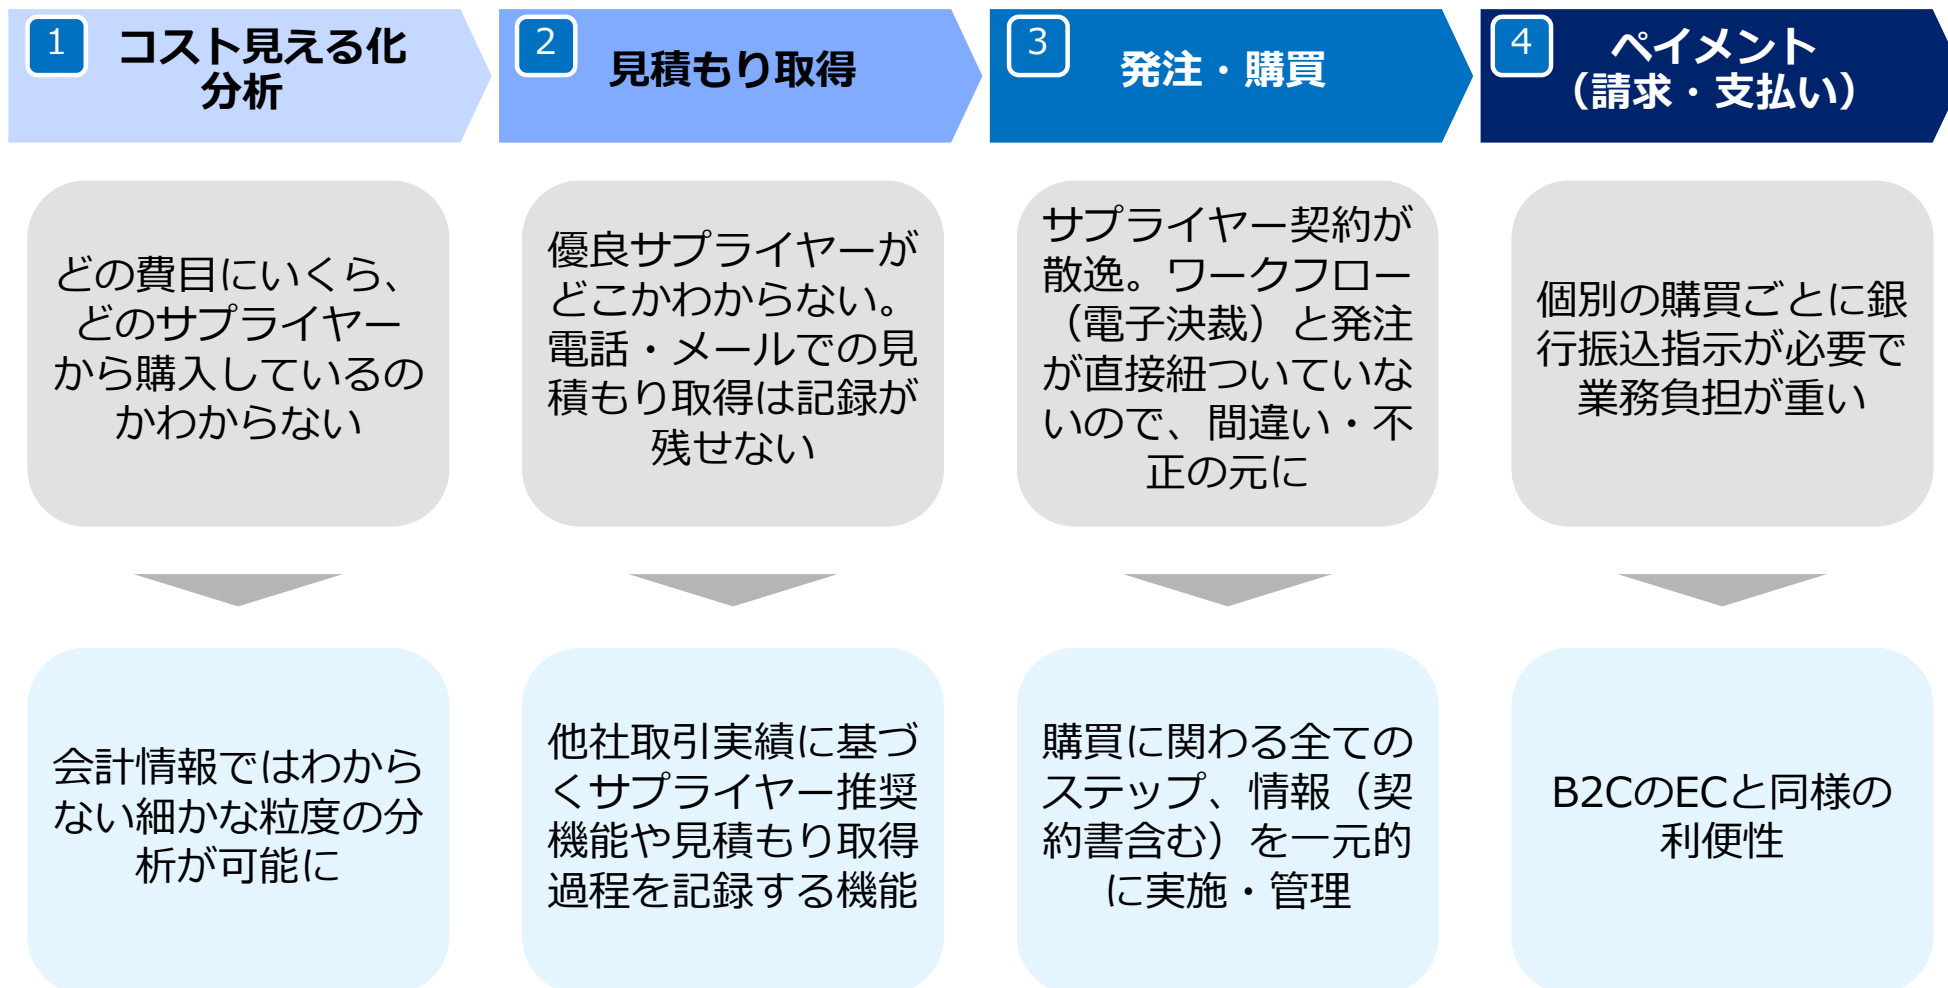 1
コスト見える化
分析
2
見積もり取得
3
発注・購買
4
ペイメント
（請求・支払い）
どの費目にいくら、
どのサプライヤー
から購入しているの
かわからない
優良サプライヤーが
どこかわからない。
電話・メールでの見
積もり取得は記録が
残せない
サプライヤー契約が
散逸。ワークフロー
（電子決裁）と発注
が直接紐ついていな
いので、間違い・不
正の元に
個別の購買ごとに銀
行振込指示が必要で
業務負担が重い
会計情報ではわから
ない細かな粒度の分
析が可能に
他社取引実績に基づ
くサプライヤー推奨
機能や見積もり取得
過程を記録する機能
購買に関わる全ての
ステップ、情報（契
約書含む）を一元的
に実施・管理
B2CのECと同様の
利便性